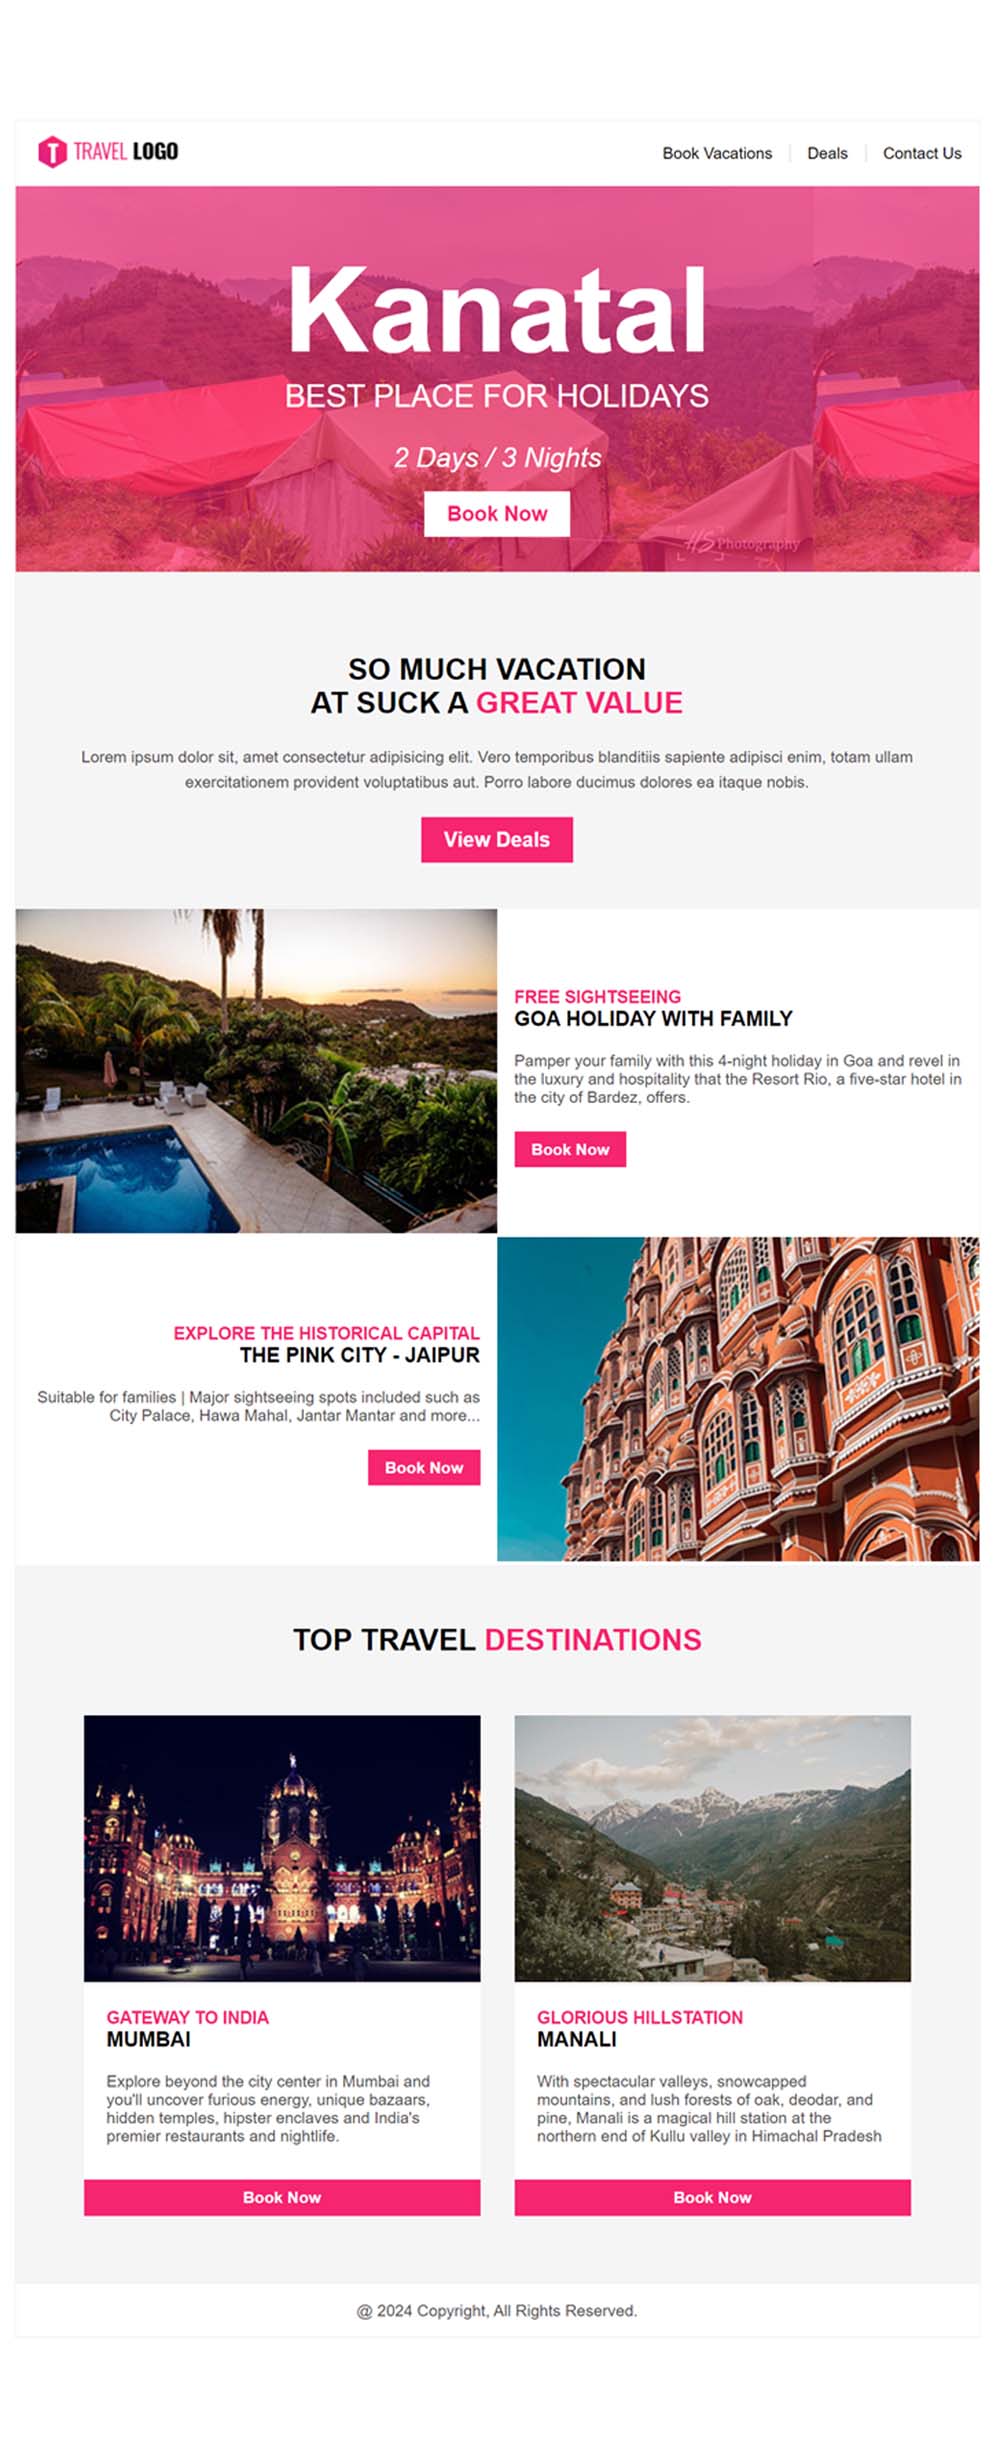 T TRAVEL LOGO
Book Vacations
Deals
Contact Us
Kanatal
BEST PLACE FOR HOLIDAYS
2 Days / 3 Nights
Book Now
HS Photography
SO MUCH VACATION
AT SUCK A GREAT VALUE
Lorem ipsum dolor sit, amet consectetur adipisicing elit. Vero temporibus blanditiis sapiente adipisci enim, totam ullam
exercitationem provident voluptatibus aut. Porro labore ducimus dolores ea itaque nobis.
View Deals
FREE SIGHTSEEING
GOA HOLIDAY WITH FAMILY
Pamper your family with this 4-night holiday in Goa and revel in
the luxury and hospitality that the Resort Rio, a five-star hotel in
the city of Bardez, offers.
Book Now
EXPLORE THE HISTORICAL CAPITAL
THE PINK CITY - JAIPUR
Suitable for families | Major sightseeing spots included such as
City Palace, Hawa Mahal, Jantar Mantar and more...
Book Now
TOP TRAVEL DESTINATIONS
GATEWAY TO INDIA
MUMBAI
Explore beyond the city center in Mumbai and
you'll uncover furious energy, unique bazaars,
hidden temples, hipster enclaves and India's
premier restaurants and nightlife.
Book Now
GLORIOUS HILLSTATION
MANALI
With spectacular valleys, snowcapped
mountains, and lush forests of oak, deodar, and
pine, Manali is a magical hill station at the
northern end of Kullu valley in Himachal Pradesh
Book Now
@ 2024 Copyright, All Rights Reserved.